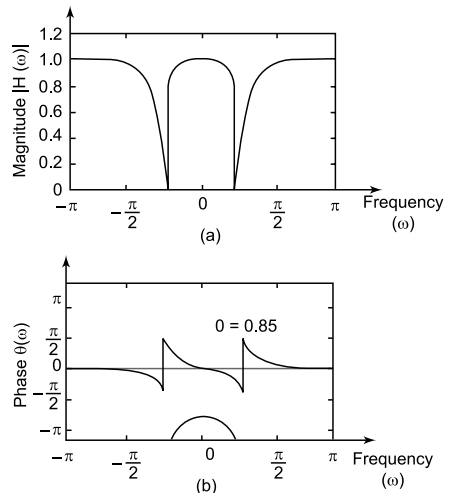 1.2
1.0
0.8
0.6
0.4
0.2
0
Magnitude |H (ω)|
−π
−π/2
0
π/2
π
Frequency
(ω)
(a)
π
π/2
0
−π/2
−π
Phase θ(ω)
0 = 0.85
−π
−π/2
0
π/2
π
Frequency
(ω)
(b)